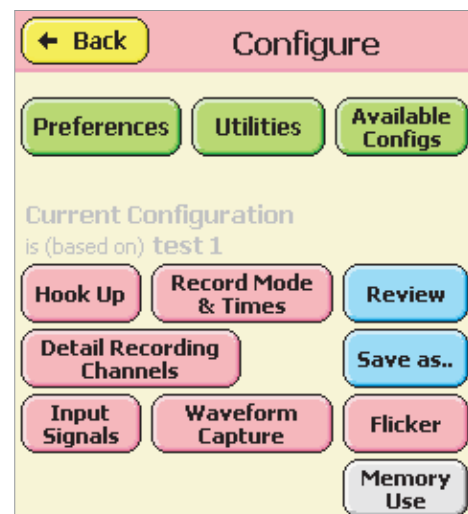 ← Back
Configure
Preferences
Utilities
Available
Configs
Current Configuration
is (based on) test 1
Hook Up
Record Mode
& Times
Review
Detail Recording
Channels
Save as..
Input
Signals
Waveform
Capture
Flicker
Memory
Use